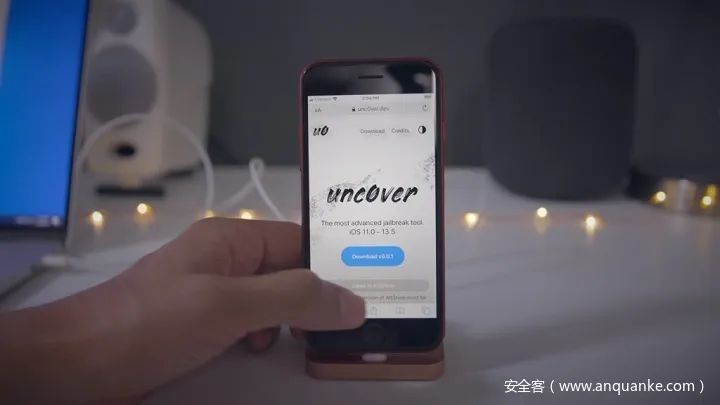 unc0ver.dev
u0
Download
Credits
unc0ver
The most advanced jailbreak tool.
iOS 11.0 - 13.5
Download v5.0.1
安全客（www.anquanke.com）